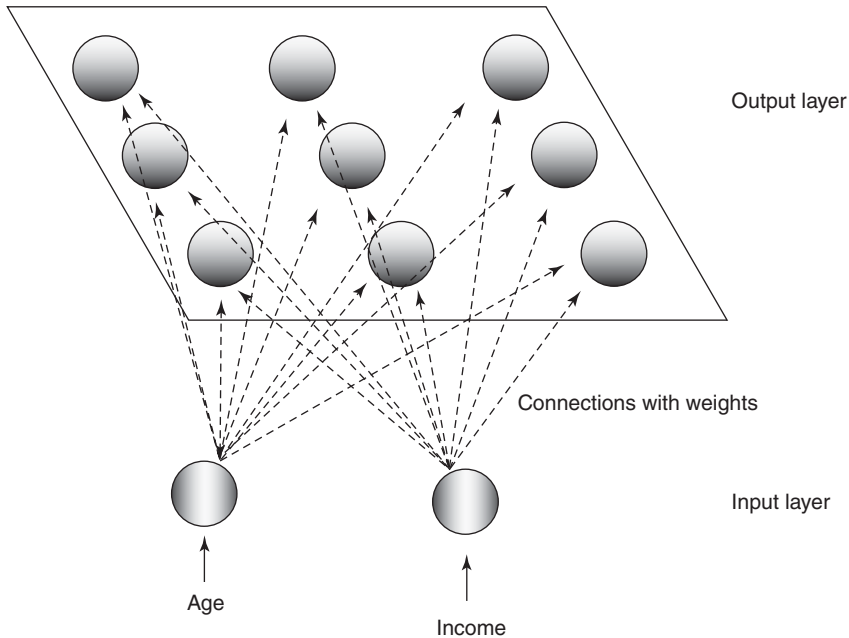 Output layer
Connections with weights
Input layer
Age
Income